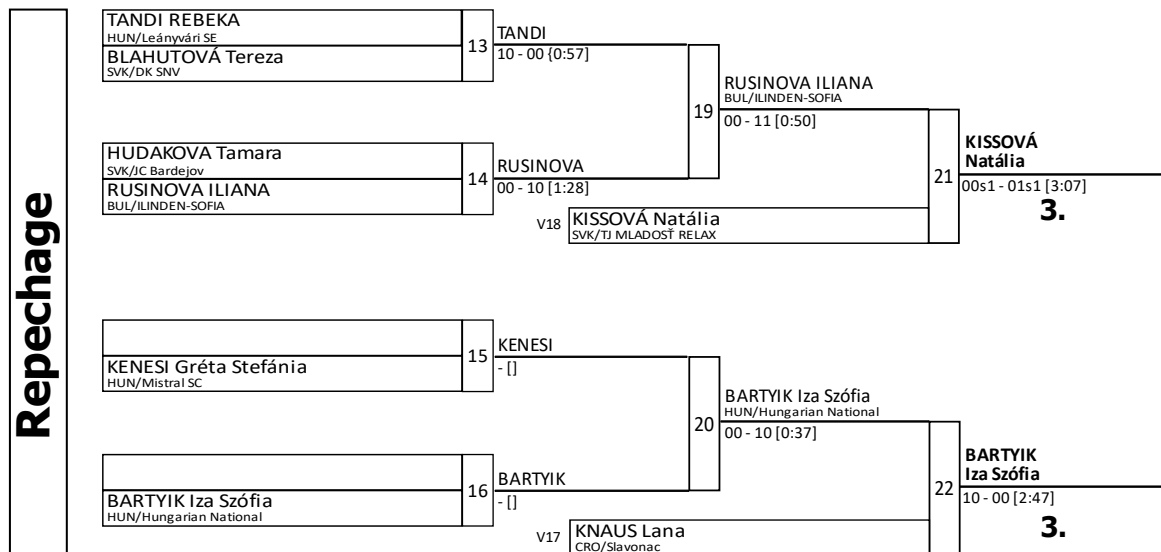 Repechage
TANDI REBEKA
HUN/Leányvári SE
BLAHUTOVÁ Tereza
SVK/DK SNV
13
TANDI
10 - 00 {0:57]
HUDAKOVA Tamara
SVK/JC Bardejov
RUSINOVA ILIANA
BUL/ILINDEN-SOFIA
14
RUSINOVA
00 - 10 [1:28]
19
RUSINOVA ILIANA
BUL/ILINDEN-SOFIA
00 - 11 [0:50]
V18
KISSOVÁ Natália
SVK/TJ MLADOSŤ RELAX
21
KISSOVÁ
Natália
00s1 - 01s1 [3:07]
3.
KENESI Gréta Stefánia
HUN/Mistral SC
15
KENESI
- []
BARTYIK Iza Szófia
HUN/Hungarian National
16
BARTYIK
- []
20
BARTYIK Iza Szófia
HUN/Hungarian National
00 - 10 [0:37]
V17
KNAUS Lana
CRO/Slavonac
22
BARTYIK
Iza Szófia
10 - 00 [2:47]
3.